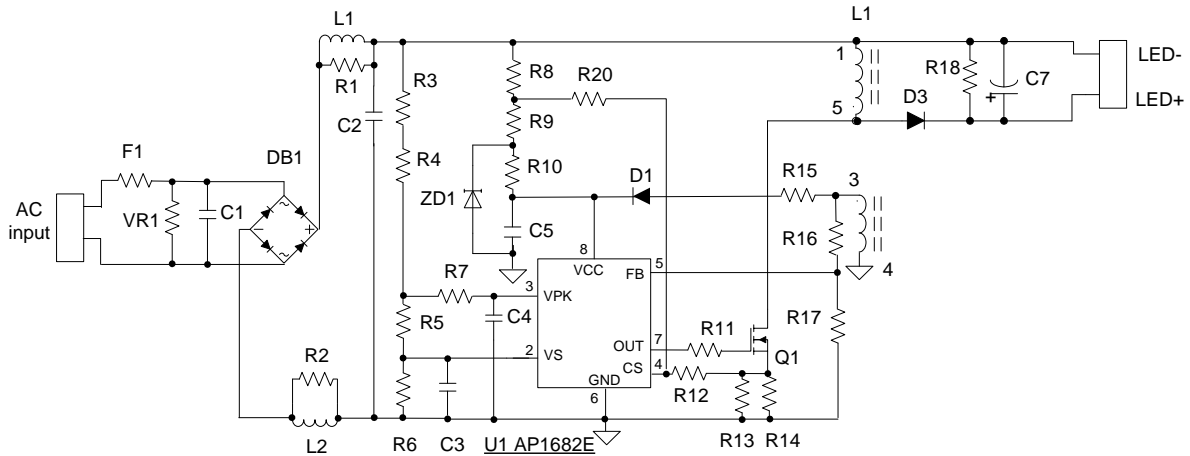 L1
L1
1
R18
C7
LED-
LED+
R8
R20
R3
R1
C2
R9
D3
5
F1
DB1
R4
R10
ZD1
D1
R15
3
AC
input
VR1
C1
~
−
+
~
C5
R16
4
8
VCC
R7
3
VPK
FB
5
C4
R5
R17
R11
2
VS
OUT
7
CS
4
Q1
R2
GND
6
R12
L2
R6
C3
U1 AP1682E
R13
R14
+